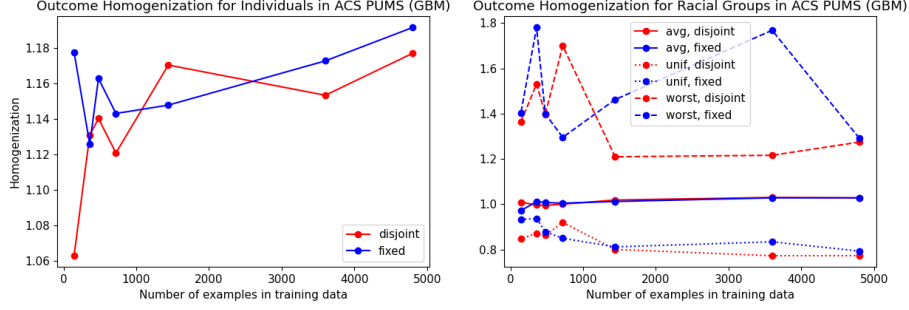 Outcome Homogenization for Individuals in ACS PUMS (GBM)
Homogenization
1.18
1.16
1.14
1.12
1.10
1.08
1.06
disjoint
fixed
0
1000
2000
3000
4000
5000
Number of examples in training data
Outcome Homogenization for Racial Groups in ACS PUMS (GBM)
1.8
1.6
1.4
1.2
1.0
0.8
avg, disjoint
avg, fixed
unif, disjoint
unif, fixed
worst, disjoint
worst, fixed
0
1000
2000
3000
4000
5000
Number of examples in training data